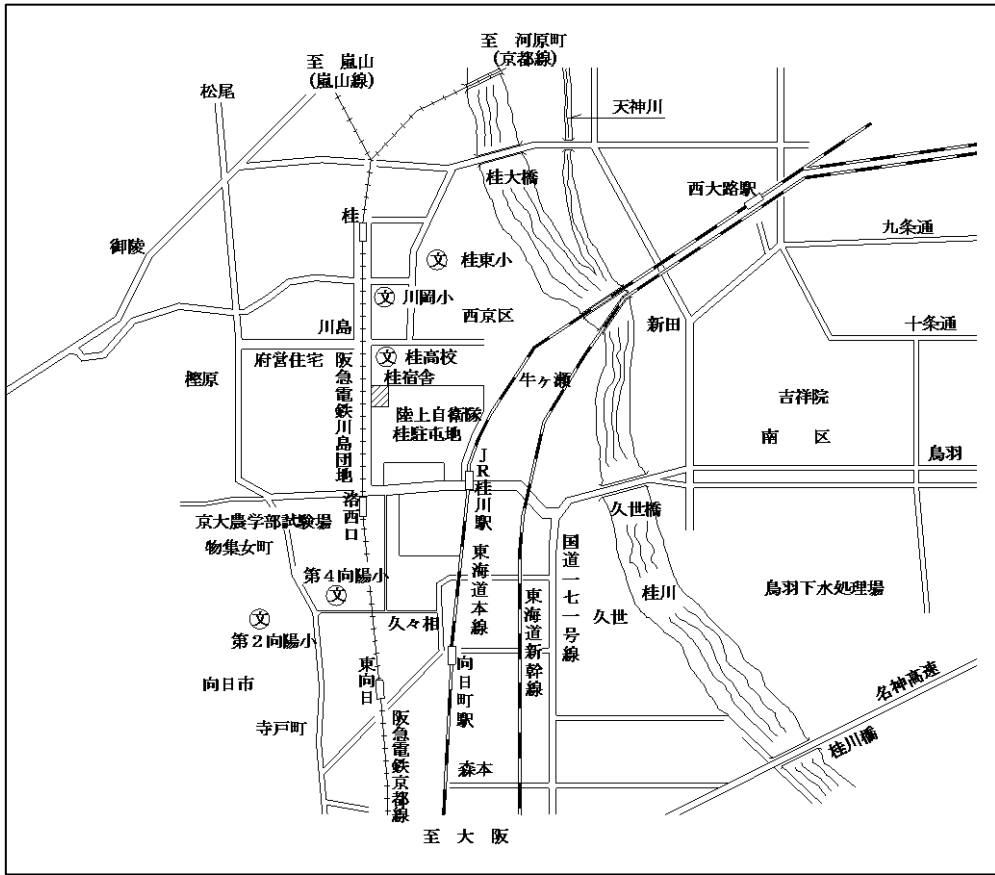 至 嵐山
(嵐山線)
至 河原町
(京都線)
松尾
天神川
桂大橋
西大路駅
桂
御陵
九条通
文 桂東小
文 川岡小
西京区
川島
新田
十条通
府営住宅
文 桂高校
桂宿舎
樫原
牛ヶ瀬
吉祥院
南 区
陸上自衛隊
桂駐屯地
阪急電鉄川島団地
鳥羽
JR桂川駅
洛西口
久世橋
京大農学部試験場
物集女町
第4向陽小
文
東海道本線
国道一七一号線
桂川
鳥羽下水処理場
文
第2向陽小
久々相
東海道新幹線
久世
向日市
東向日
向日町駅
名神高速
寺戸町
阪急電鉄京都線
桂川橋
森本
至 大 阪